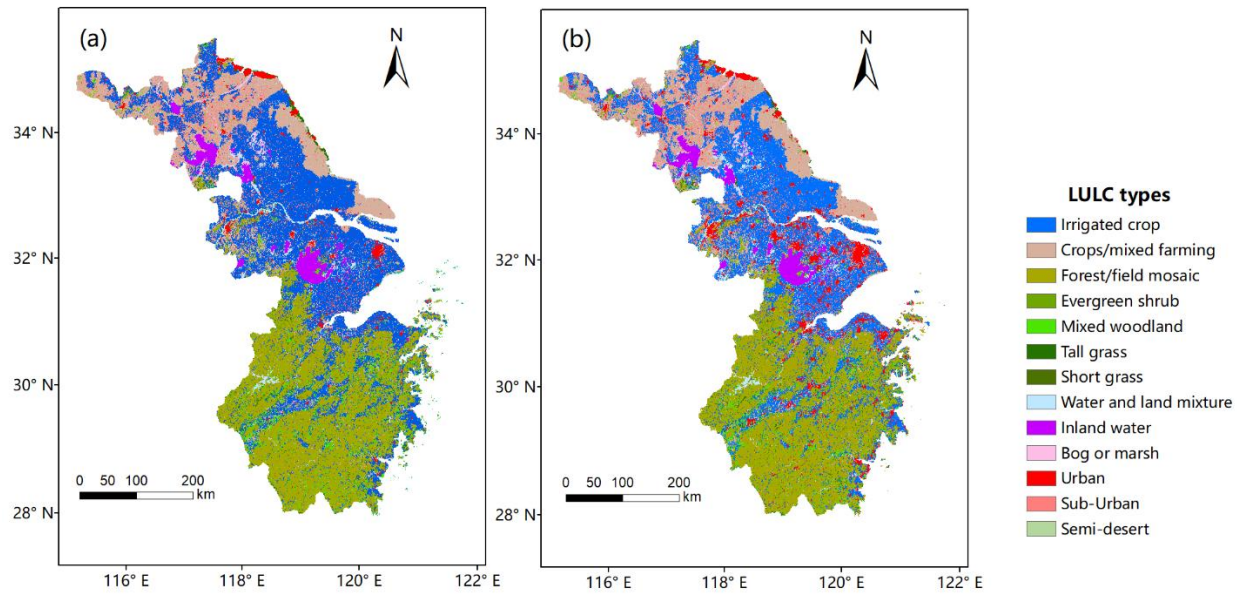 (a)
N
34° N
32° N
30° N
28° N
0 50 100 200
km
116° E 118° E 120° E 122° E
(b)
N
34° N
32° N
30° N
28° N
0 50 100 200
km
116° E 118° E 120° E 122° E
LULC types
Irrigated crop
Crops/mixed farming
Forest/field mosaic
Evergreen shrub
Mixed woodland
Tall grass
Short grass
Water and land mixture
Inland water
Bog or marsh
Urban
Sub-Urban
Semi-desert